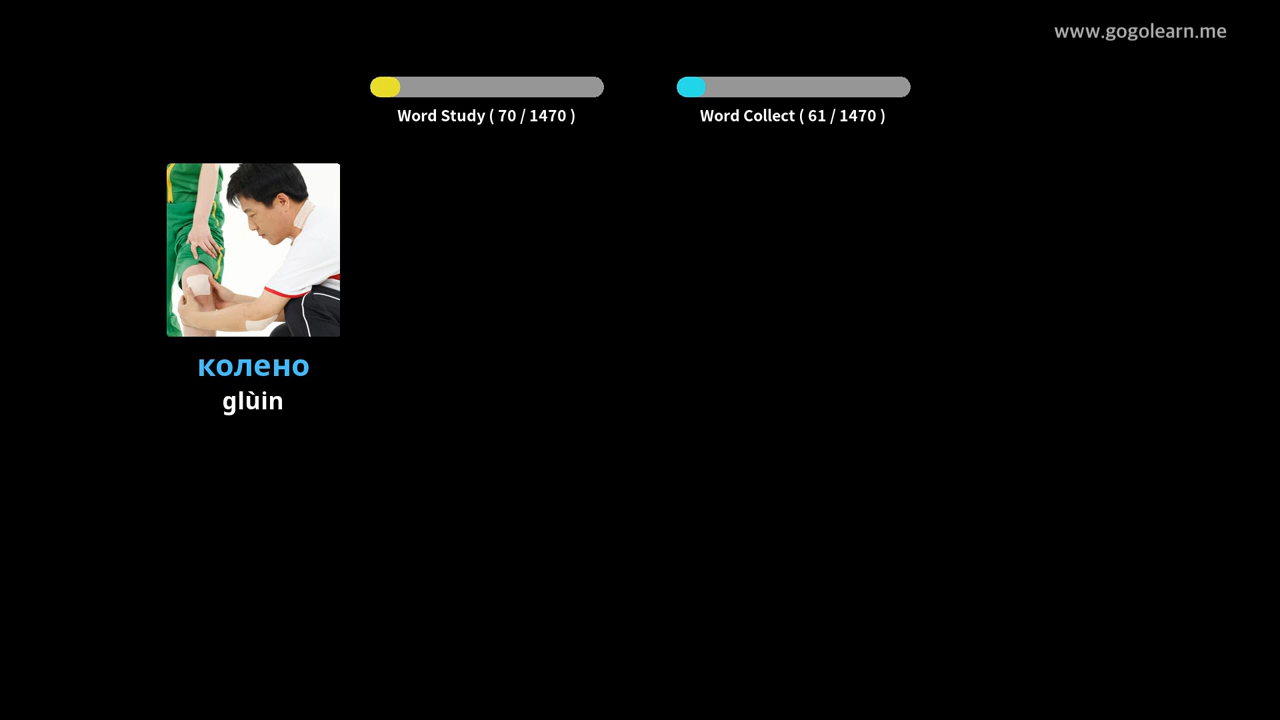 www.gogolearn.me
Word Study ( 70 / 1470 )
Word Collect ( 61 / 1470 )
колено
glùin